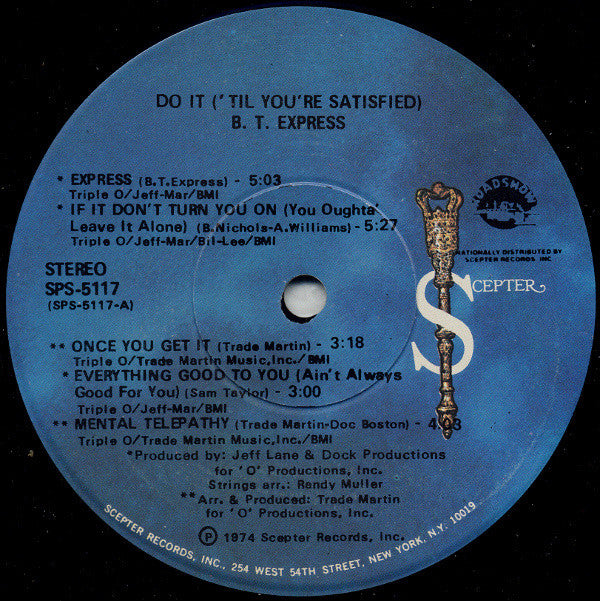 DO IT ('TIL YOU'RE SATISFIED)
B. T. EXPRESS
* EXPRESS (B.T.Express) - 5:03
Triple O/Jeff-Mar/BMI
* IF IT DON'T TURN YOU ON (You Oughta'
Leave It Alone) (B.Nichols-A.Williams) - 5:27
Triple O/Jeff-Mar/Bil-Lee/BMI
ROADSHOW
NATIONALLY DISTRIBUTED BY
SCEPTER RECORDS, INC.
SCEPTER
STEREO
SPS-5117
(SPS-5117-A)
** ONCE YOU GET IT (Trade Martin) - 3:18
Triple O/Trade Martin Music,Inc./BMI
* EVERYTHING GOOD TO YOU (Ain't Always
Good For You) (Sam Taylor) - 3:00
Triple O/Jeff-Mar/BMI
** MENTAL TELEPATHY (Trade Martin-Doc Boston) - 4:03
Triple O/Trade Martin Music,Inc./BMI
*Produced by: Jeff Lane & Dock Productions
for 'O' Productions, Inc.
Strings arr.: Randy Muller
**Arr. & Produced: Trade Martin
for 'O' Productions, Inc.
℗ 1974 Scepter Records, Inc.
SCEPTER RECORDS, INC., 254 WEST 54TH STREET, NEW YORK, N.Y. 10019